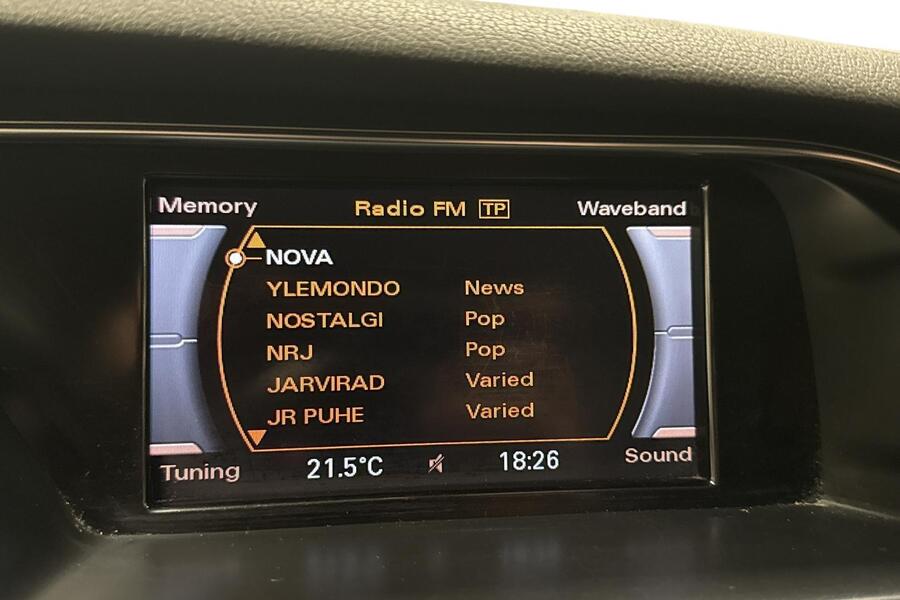 Memory Radio FM TP Waveband
NOVA
YLEMONDO News
NOSTALGI Pop
NRJ Pop
JARVIRAD Varied
JR PUHE Varied
Tuning 21.5°C 18:26 Sound